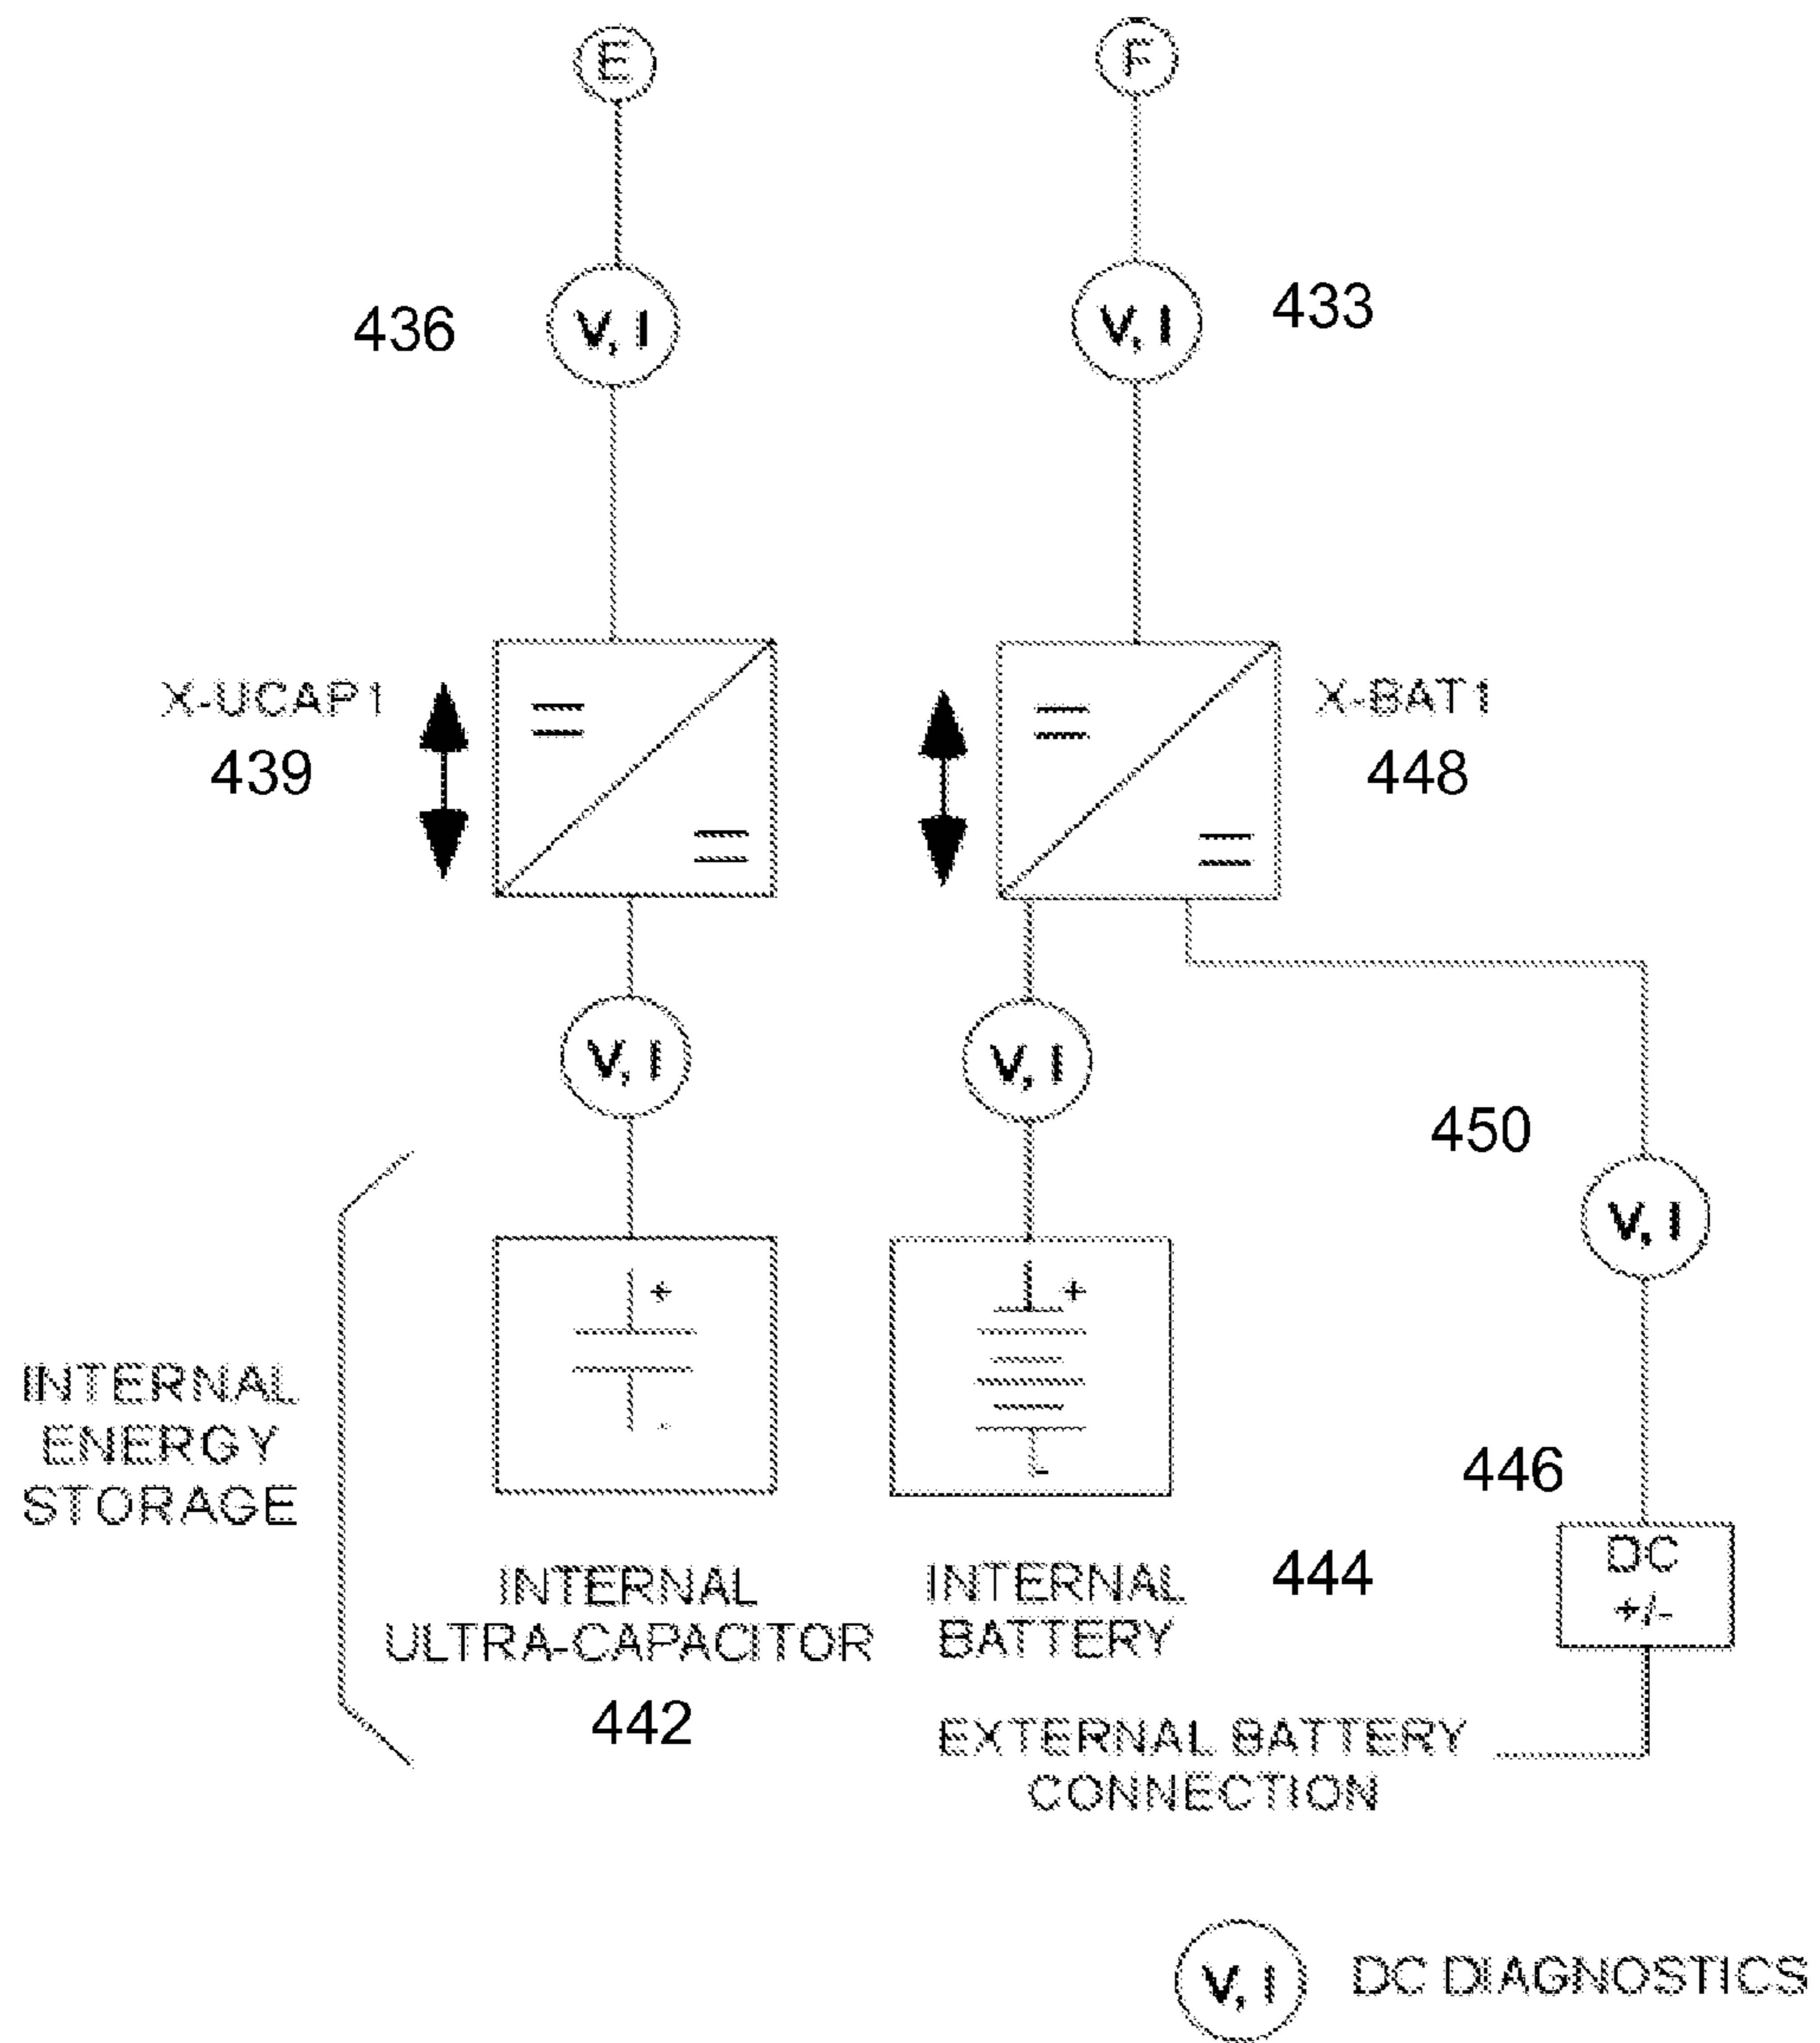 E
F
436
V, I
V, I
433
X-UCAP1
439
X-BAT1
448
V, I
V, I
450
V, I
+
-
+
-
INTERNAL
ENERGY
STORAGE
446
DC
+/-
INTERNAL
ULTRA-CAPACITOR
442
INTERNAL
BATTERY
444
EXTERNAL BATTERY
CONNECTION
V, I
DC DIAGNOSTICS